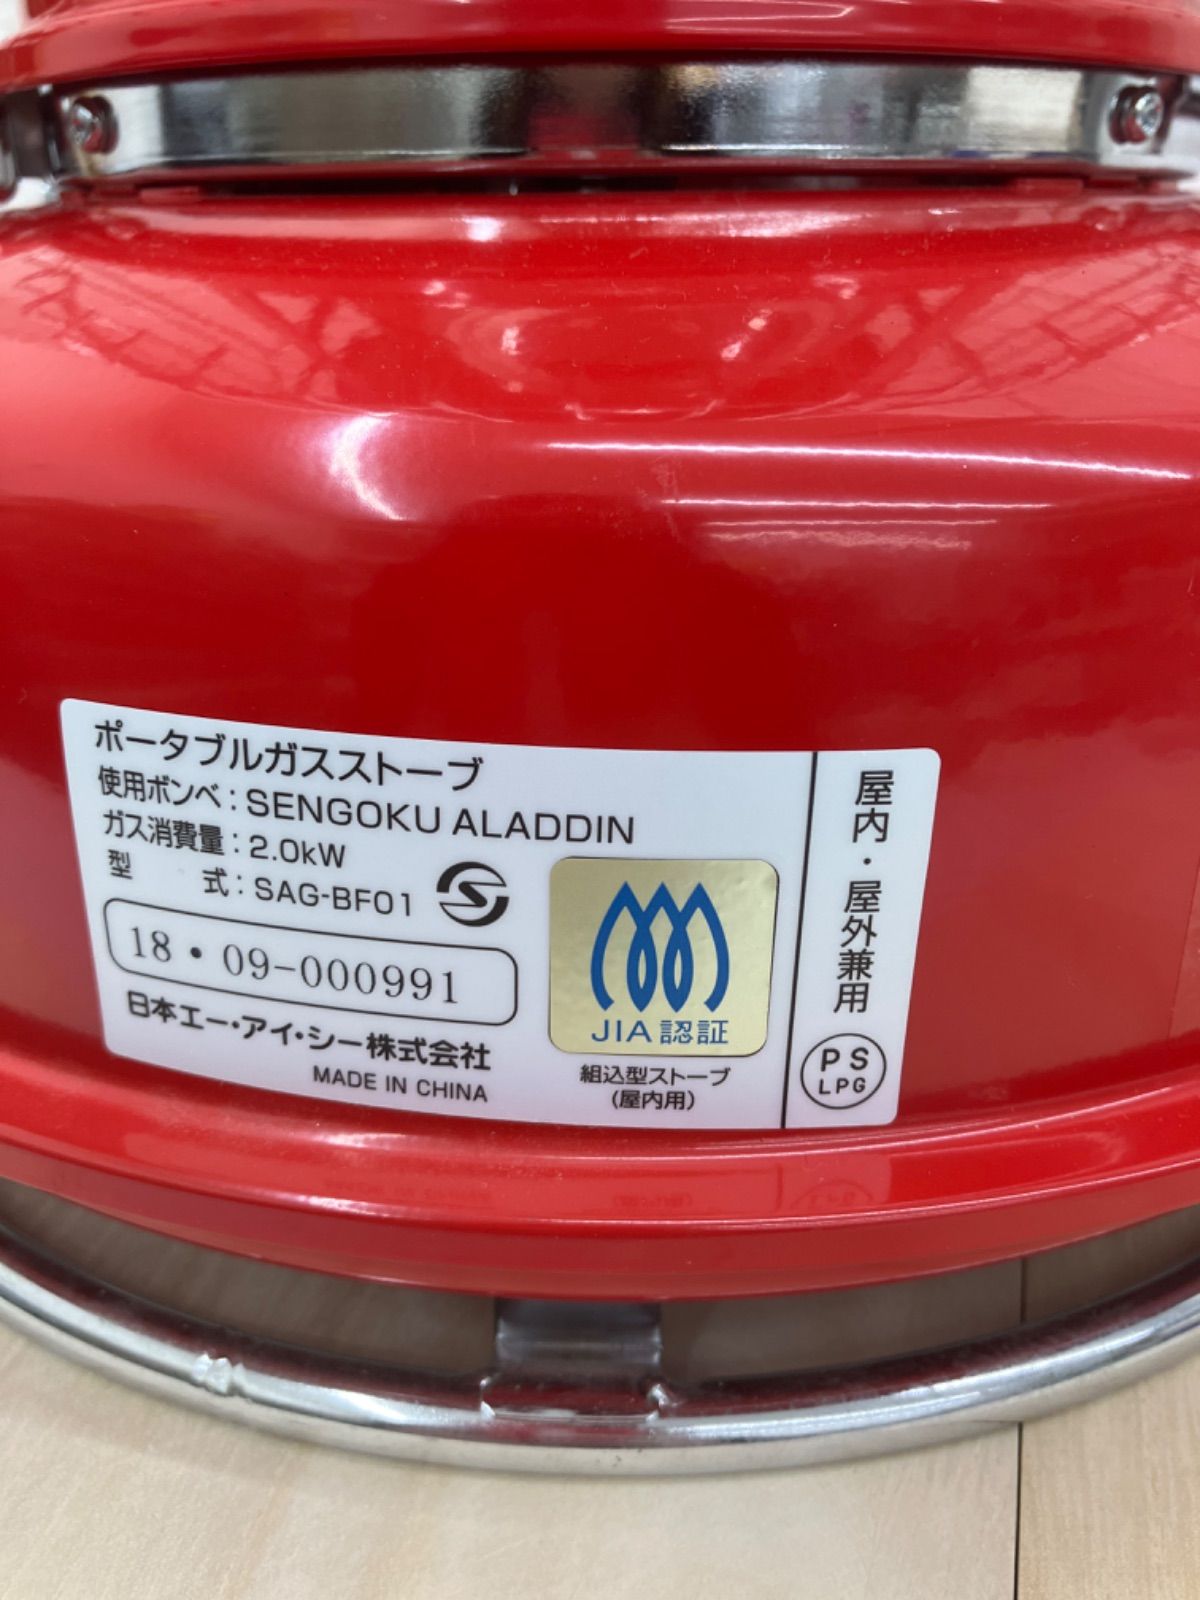 ポータブルガスストーブ
使用ボンベ：SENGOKU ALADDIN
ガス消費量：2.0kW
型 式：SAG-BF01
18・09-000991
日本エー・アイ・シー株式会社
MADE IN CHINA
JIA 認証
組込型ストーブ
(屋内用)
屋内・屋外兼用
PS
LPG